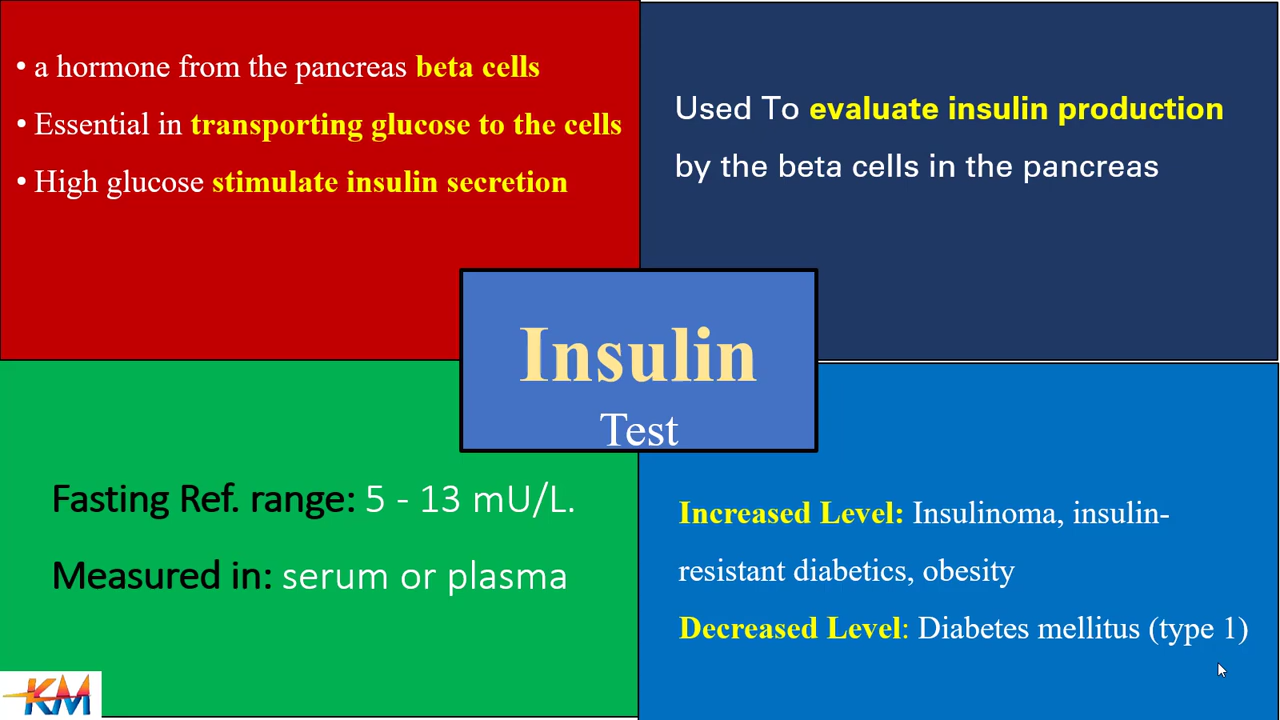 • a hormone from the pancreas beta cells
• Essential in transporting glucose to the cells
• High glucose stimulate insulin secretion
Used To evaluate insulin production
by the beta cells in the pancreas
Insulin
Test
Fasting Ref. range: 5 - 13 mU/L.
Measured in: serum or plasma
Increased Level: Insulinoma, insulin-
resistant diabetics, obesity
Decreased Level: Diabetes mellitus (type 1)
KM